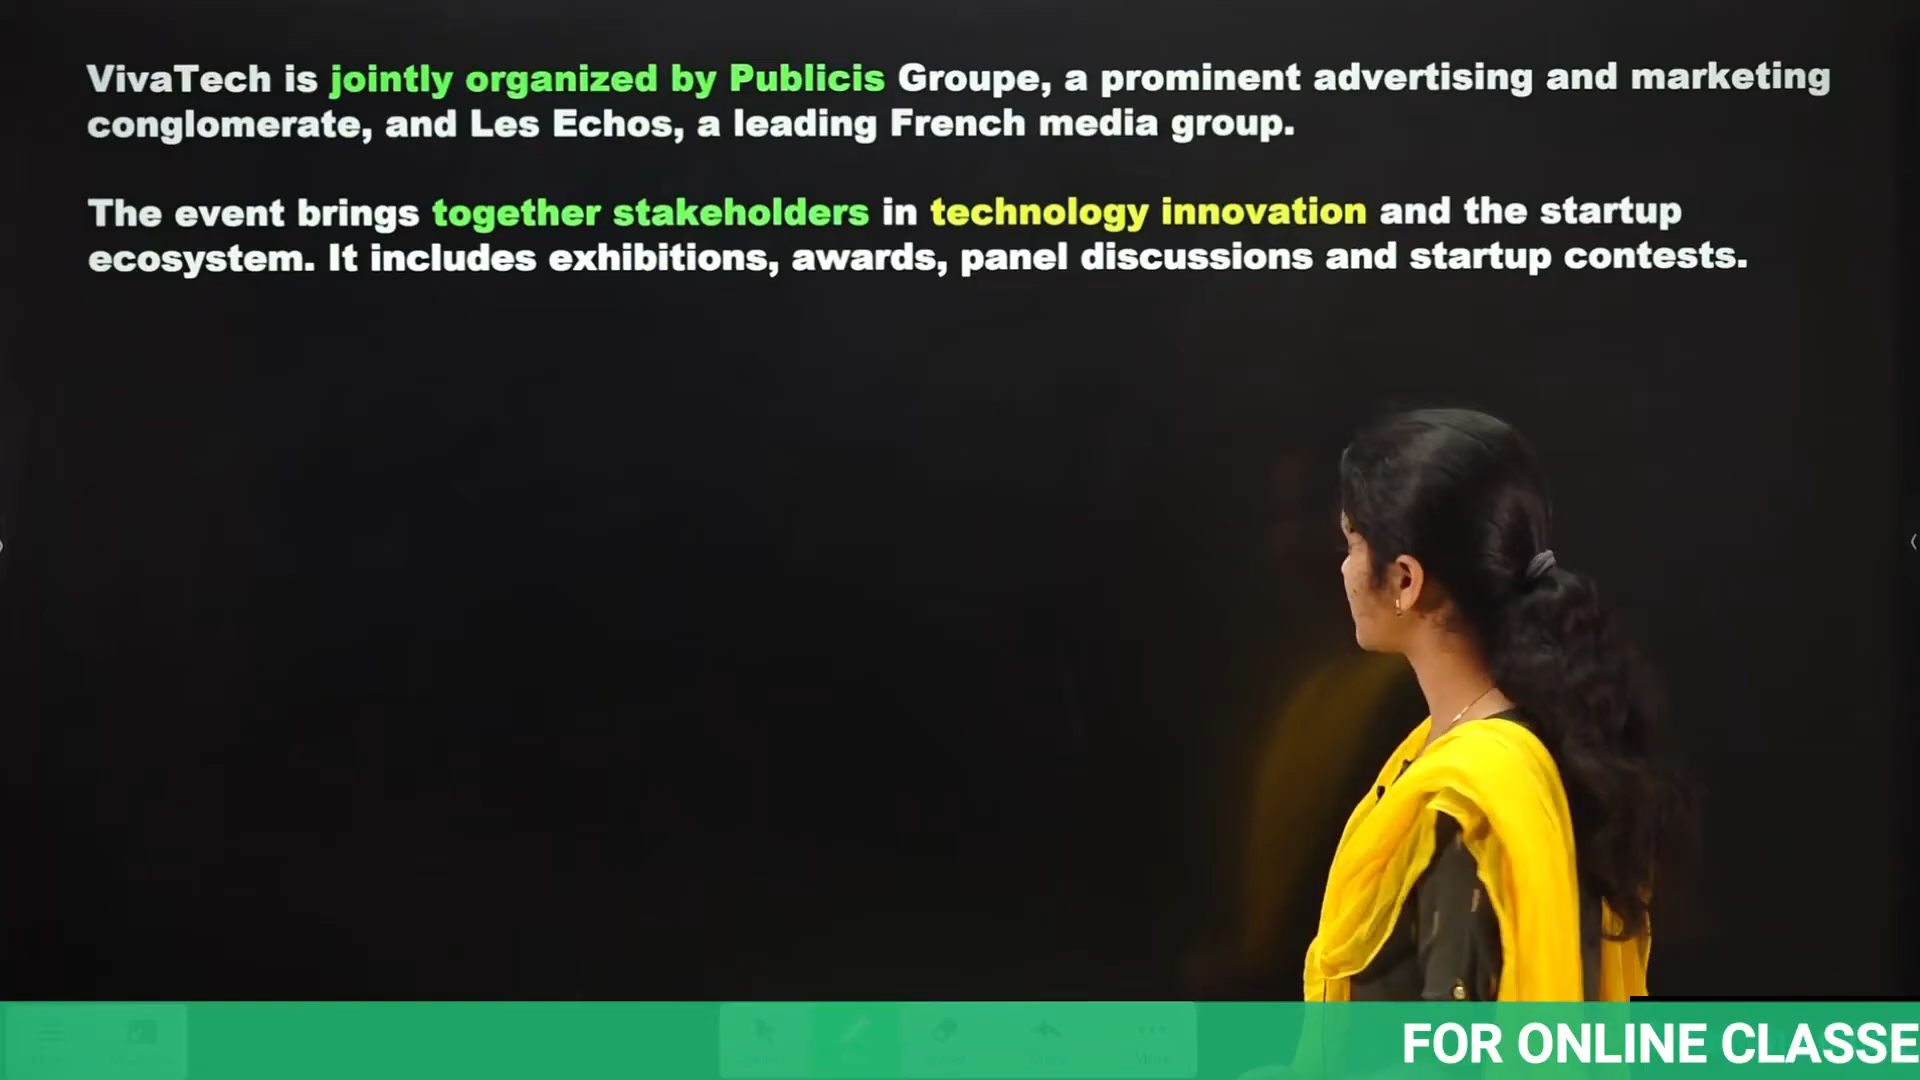 VivaTech is jointly organized by Publicis Groupe, a prominent advertising and marketing
conglomerate, and Les Echos, a leading French media group.
The event brings together stakeholders in technology innovation and the startup
ecosystem. It includes exhibitions, awards, panel discussions and startup contests.
FOR ONLINE CLASSE